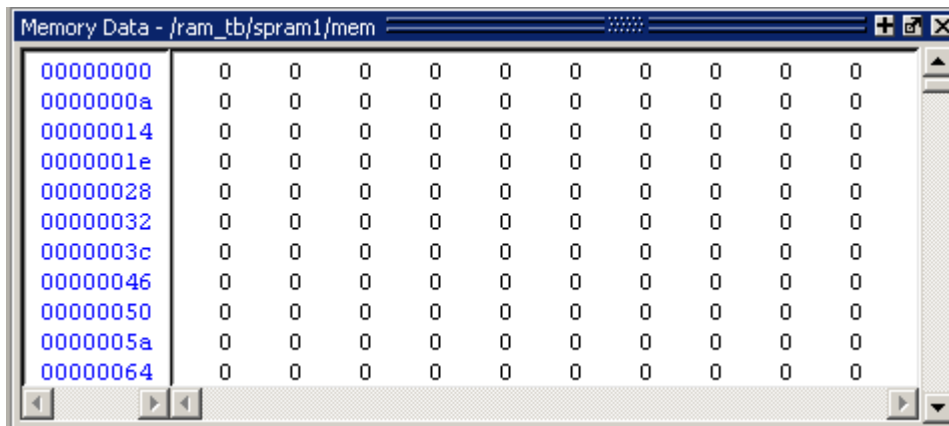 Memory Data - /ram_tb/spram1/mem
00000000 0 0 0 0 0 0 0 0 0 0
0000000a 0 0 0 0 0 0 0 0 0 0
00000014 0 0 0 0 0 0 0 0 0 0
0000001e 0 0 0 0 0 0 0 0 0 0
00000028 0 0 0 0 0 0 0 0 0 0
00000032 0 0 0 0 0 0 0 0 0 0
0000003c 0 0 0 0 0 0 0 0 0 0
00000046 0 0 0 0 0 0 0 0 0 0
00000050 0 0 0 0 0 0 0 0 0 0
0000005a 0 0 0 0 0 0 0 0 0 0
00000064 0 0 0 0 0 0 0 0 0 0